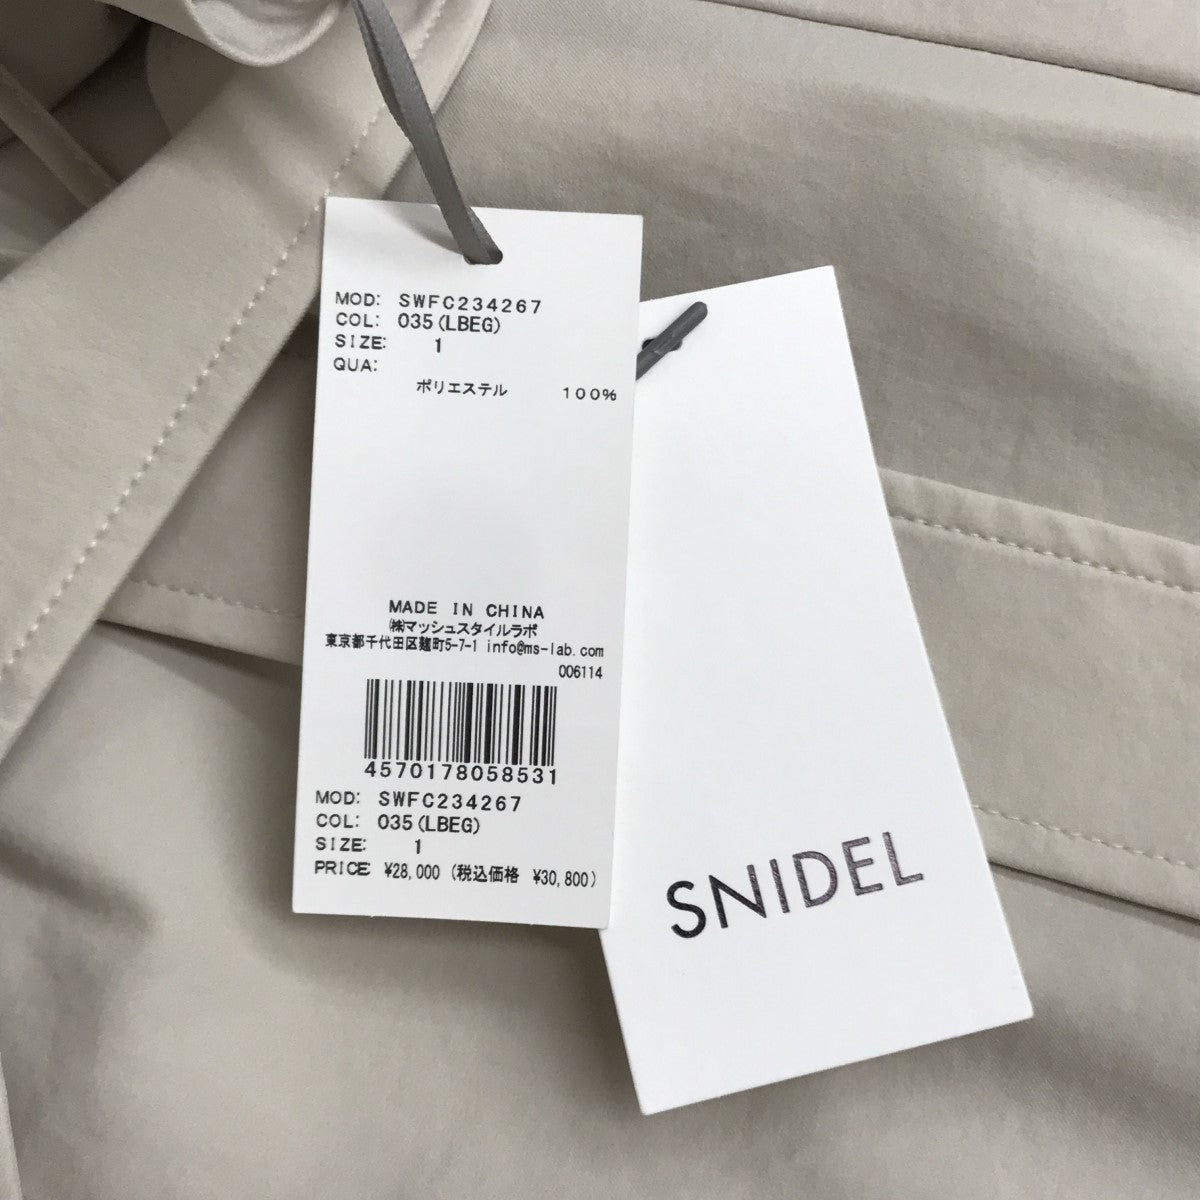 MOD: SWFC234267
COL: 035(LBEG)
SIZE: 1
QUA:
ポリエステル 100%
MADE IN CHINA
㈱マッシュスタイルラボ
東京都千代田区麹町5-7-1 info@ms-lab.com
006114
4570178058531
MOD: SWFC234267
COL: 035(LBEG)
SIZE: 1
PRICE: ¥28,000 (税込価格 ¥30,800)
SNIDEL